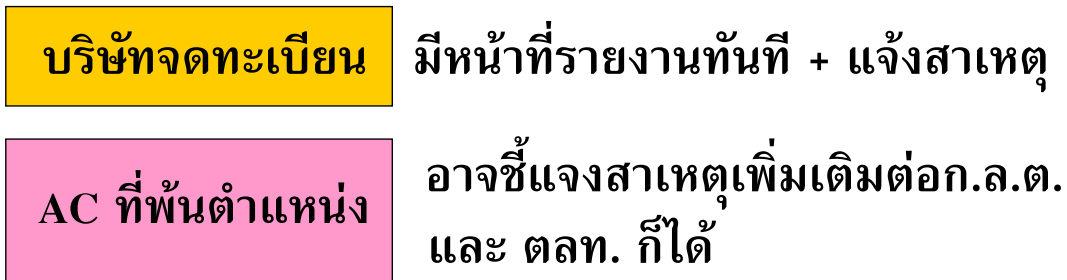 บริษัทจดทะเบียน มีหน้าที่รายงานทันที + แจ้งสาเหตุ
AC ที่พ้นตำแหน่ง อาจชี้แจงสาเหตุเพิ่มเติมต่อก.ล.ต.
และ ตลท. ก็ได้